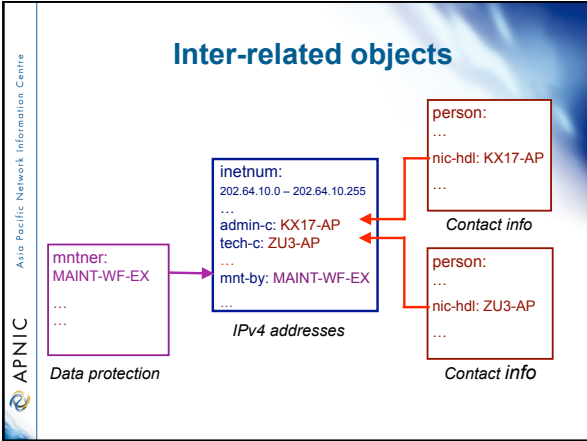 Inter-related objects
Asia Pacific Network Information Centre
APNIC
mntner:
MAINT-WF-EX
…
…
Data protection
inetnum:
202.64.10.0 – 202.64.10.255
…
admin-c: KX17-AP
tech-c: ZU3-AP
…
mnt-by: MAINT-WF-EX
…
IPv4 addresses
person:
…
nic-hdl: KX17-AP
…
Contact info
person:
…
nic-hdl: ZU3-AP
…
Contact info